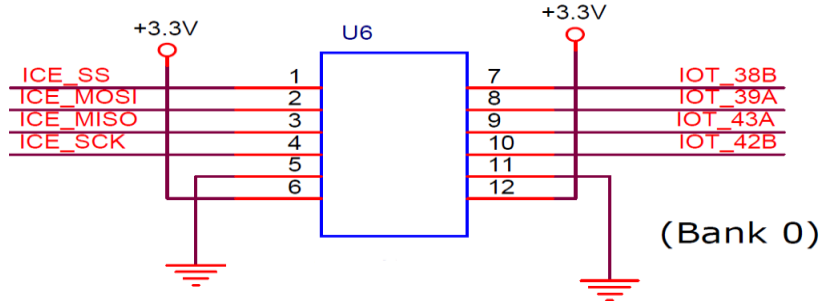 +3.3V +3.3V
U6
ICE_SS 1 7 IOT_38B
ICE_MOSI 2 8 IOT_39A
ICE_MISO 3 9 IOT_43A
ICE_SCK 4 10 IOT_42B
5 11
6 12
(Bank 0)